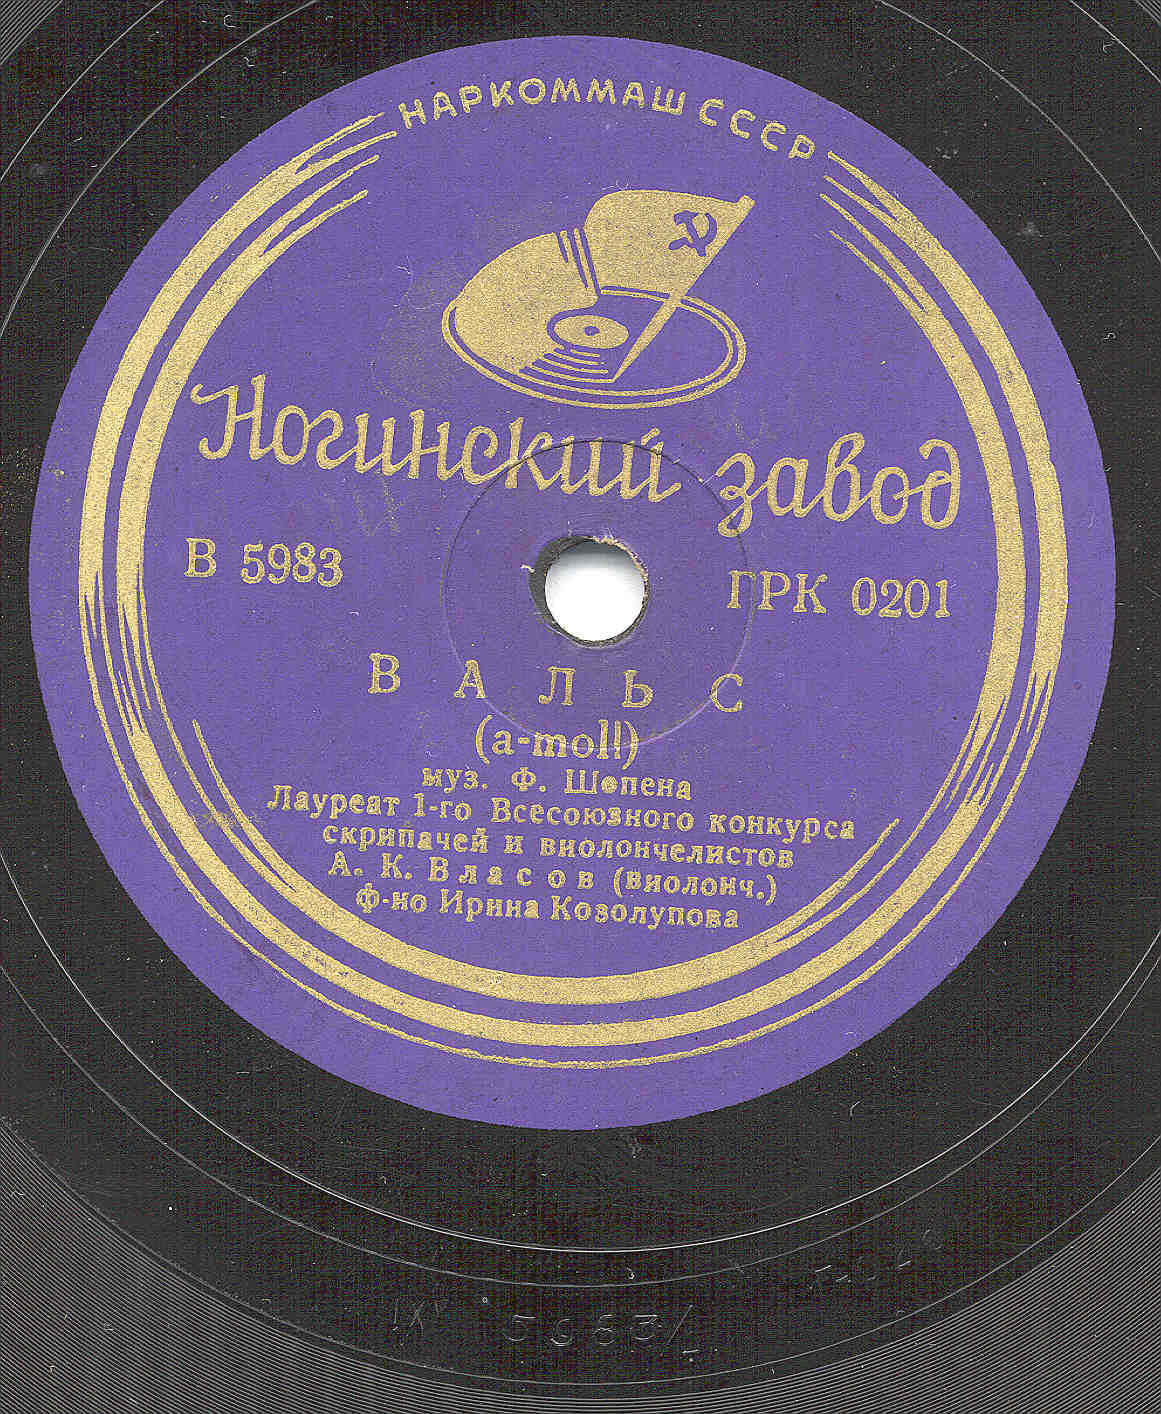 НАРКОММАШ СССР
Ногинский завод
В 5983
ГРК 0201
ВАЛЬС
(a-moll)
муз. Ф. Шопена
Лауреат 1-го Всесоюзного конкурса
скрипачей и виолончелистов
А. К. Власов (виолонч.)
ф-но Ирина Козолупова